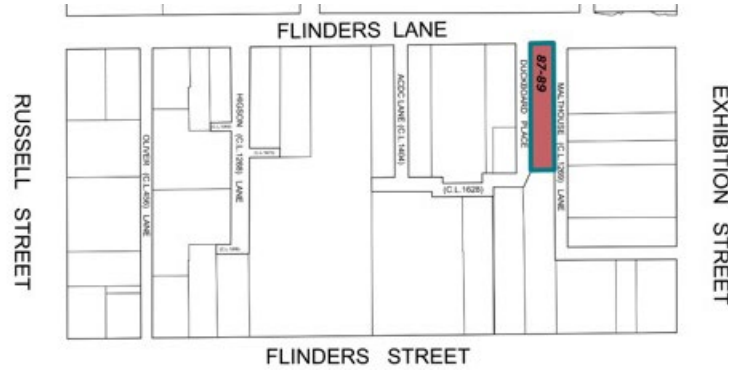 FLINDERS LANE
RUSSELL STREET
OLIVER (C.L.456) LANE
HIGSON (C.L.1268) LANE
ACDC LANE (C.L.1404)
(C.L.1628)
DUCKBOARD PLACE
87-89
MALTHOUSE (C.L.1269) LANE
EXHIBITION STREET
FLINDERS STREET